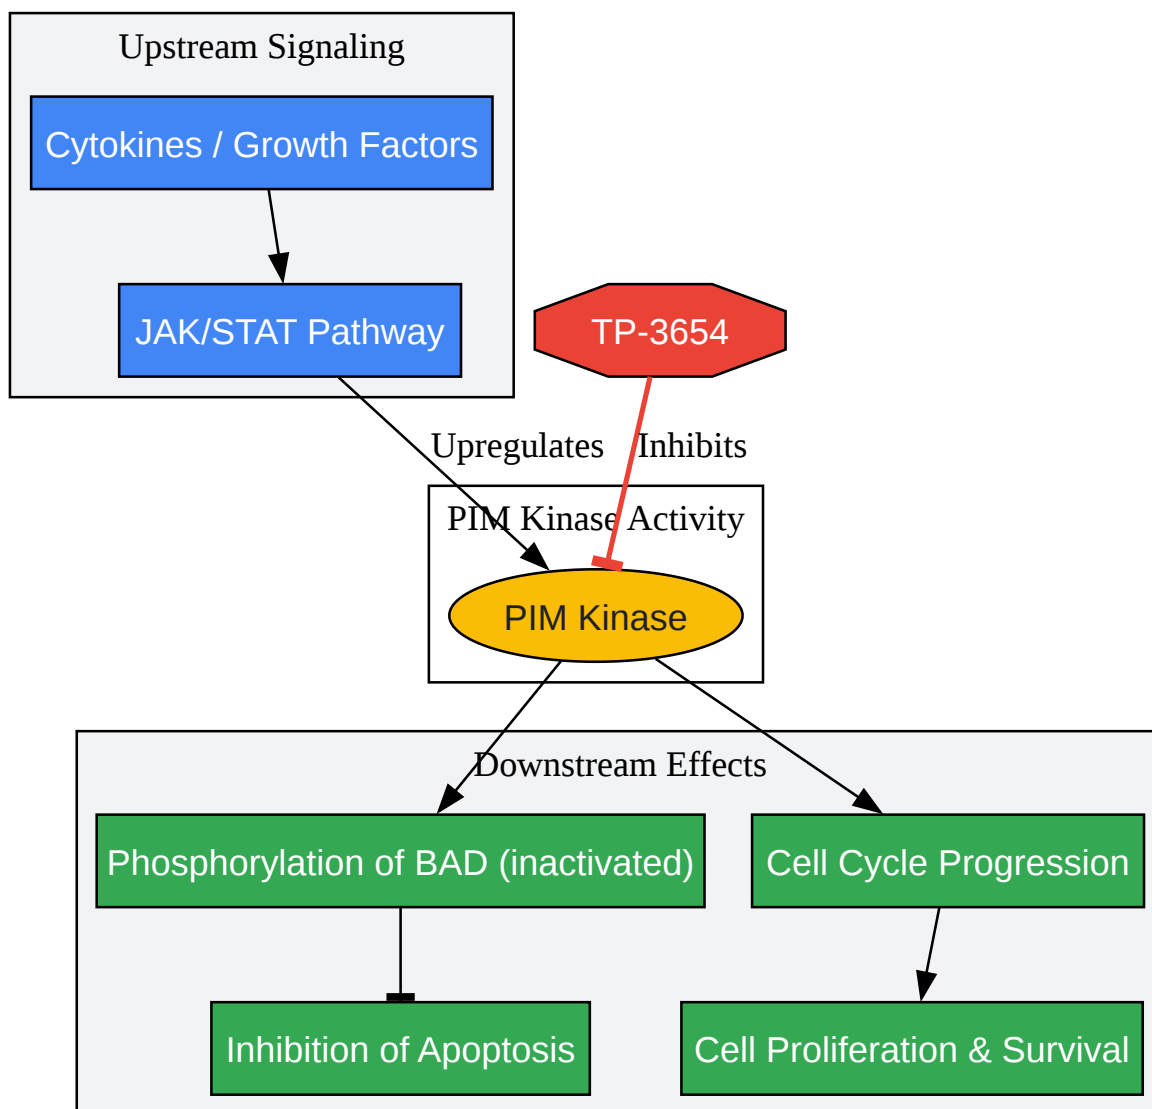 Upstream Signaling
Cytokines / Growth Factors
JAK/STAT Pathway
TP-3654
Upregulates
Inhibits
PIM Kinase Activity
PIM Kinase
Downstream Effects
Phosphorylation of BAD (inactivated)
Cell Cycle Progression
Inhibition of Apoptosis
Cell Proliferation & Survival